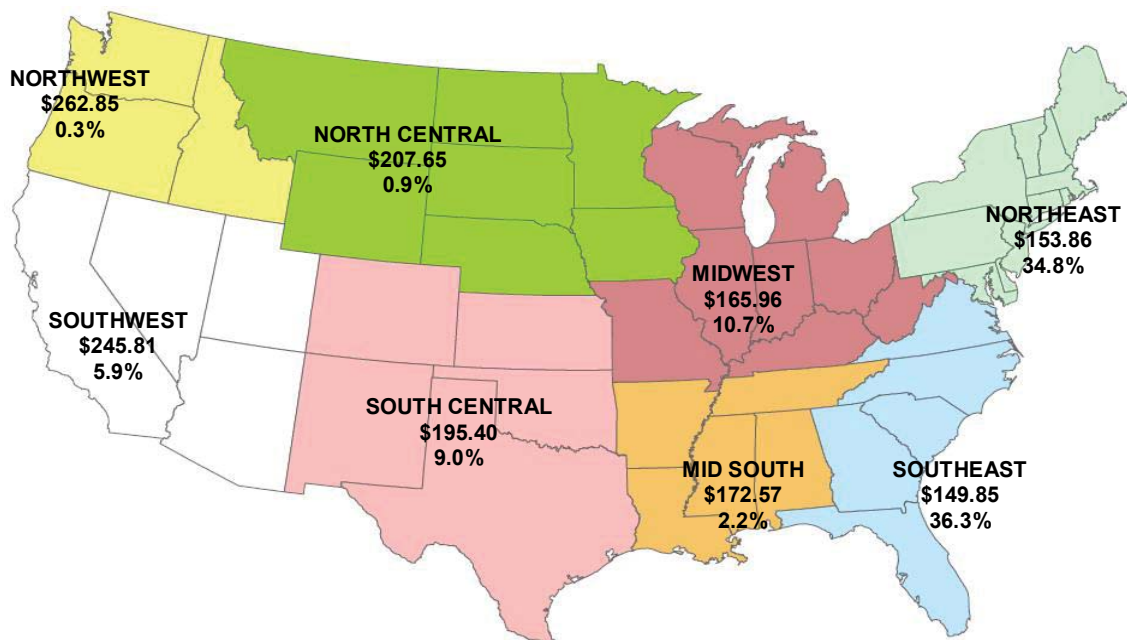 NORTHWEST
$262.85
0.3%
NORTH CENTRAL
$207.65
0.9%
NORTHEAST
$153.86
34.8%
MIDWEST
$165.96
10.7%
SOUTHWEST
$245.81
5.9%
SOUTH CENTRAL
$195.40
9.0%
MID SOUTH
$172.57
2.2%
SOUTHEAST
$149.85
36.3%